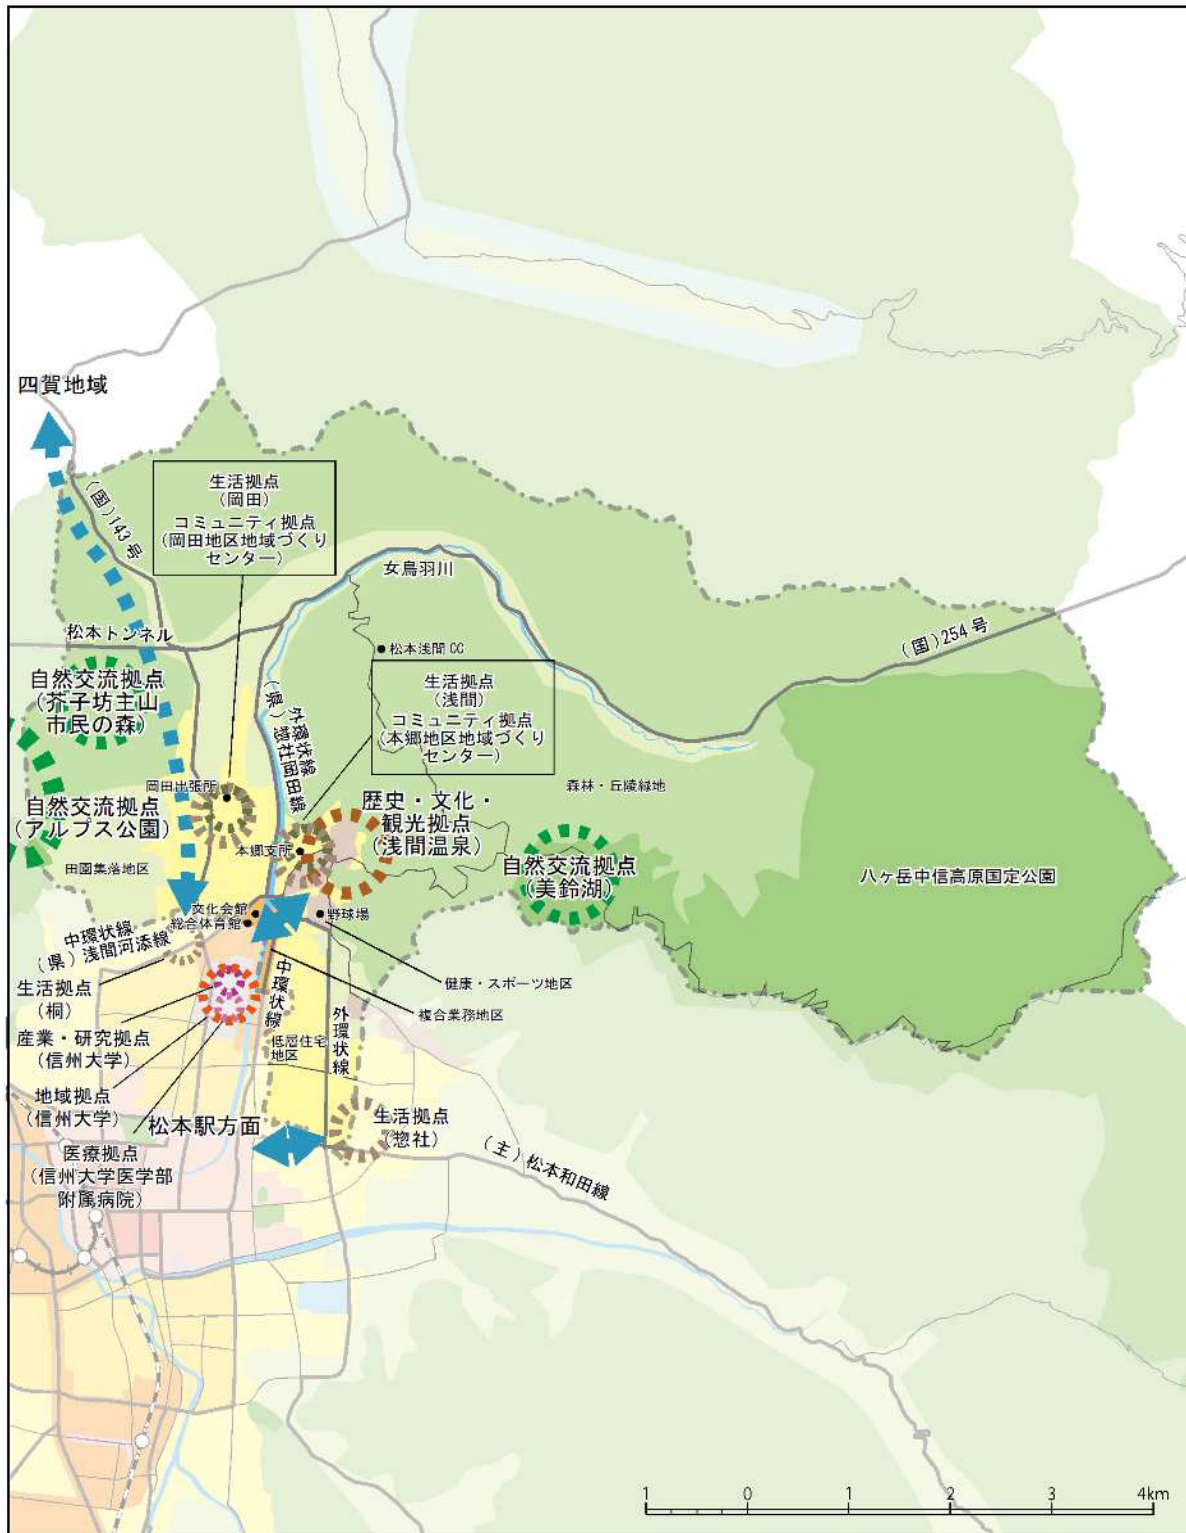 四賀地域
(国)143号
生活拠点
(岡田)
コミュニティ拠点
(岡田地区地域づくり
センター)
女鳥羽川
松本トンネル
松本浅間CC
(国)254号
自然交流拠点
(芥子坊主山
市民の森)
外環状線
(県)惣社岡田線
生活拠点
(浅間)
コミュニティ拠点
(本郷地区地域づくり
センター)
岡田出張所
森林・丘陵緑地
自然交流拠点
(アルプス公園)
歴史・文化・
観光拠点
(浅間温泉)
本郷支所
田園集落地区
自然交流拠点
(美鈴湖)
八ヶ岳中信高原国定公園
文化会館
総合体育館
野球場
中環状線
(県)浅間河添線
生活拠点
(桐)
中環状線
健康・スポーツ地区
複合業務地区
外環状線
産業・研究拠点
(信州大学)
低層住宅
地区
地域拠点
(信州大学)
松本駅方面
生活拠点
(惣社)
医療拠点
(信州大学医学部
附属病院)
(主)松本和田線
1 0 1 2 3 4km